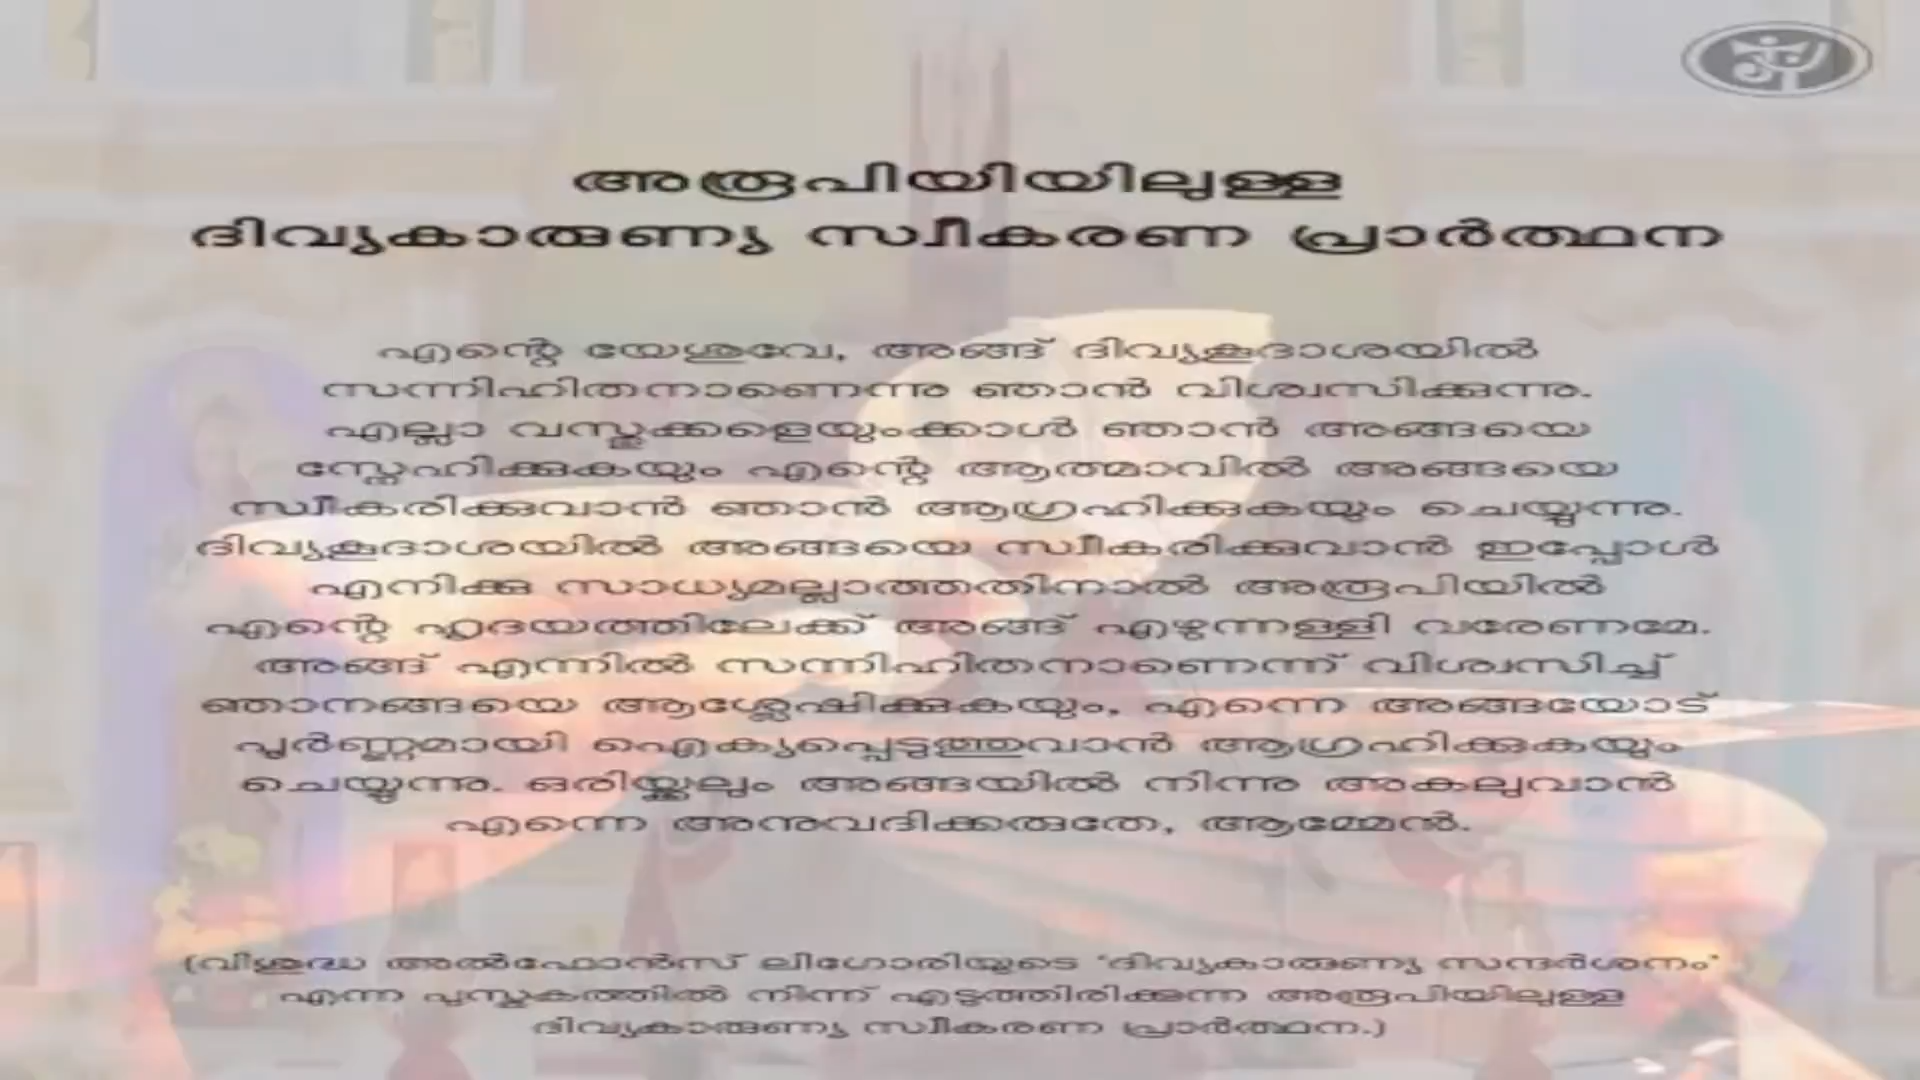 അരൂപിയിയിലുള്ള
ദിവ്യകാരുണ്യ സ്വീകരണ പ്രാർത്ഥന
എന്റെ യേശുവേ, അങ്ങ് ദിവ്യകൂദാശയിൽ
സന്നിഹിതനാണെന്നു ഞാൻ വിശ്വസിക്കുന്നു.
എല്ലാ വസ്തുക്കളെയുംക്കാൾ ഞാൻ അങ്ങയെ
സ്നേഹിക്കുകയും എന്റെ ആത്മാവിൽ അങ്ങയെ
സ്വീകരിക്കുവാൻ ഞാൻ ആഗ്രഹിക്കുകയും ചെയ്യുന്നു.
ദിവ്യകൂദാശയിൽ അങ്ങയെ സ്വീകരിക്കുവാൻ ഇപ്പോൾ
എനിക്കു സാധ്യമല്ലാത്തതിനാൽ അരൂപിയിൽ
എന്റെ ഹൃദയത്തിലേക്ക് അങ്ങ് എഴുന്നള്ളി വരേണമേ.
അങ്ങ് എന്നിൽ സന്നിഹിതനാണെന്ന് വിശ്വസിച്ച്
ഞാനങ്ങയെ ആശ്ലേഷിക്കുകയും, എന്നെ അങ്ങയോട്
പൂർണ്ണമായി ഐക്യപ്പെടുത്തുവാൻ ആഗ്രഹിക്കുകയും
ചെയ്യുന്നു. ഒരിയ്ക്കലും അങ്ങയിൽ നിന്നു അകലുവാൻ
എന്നെ അനുവദിക്കരുതേ, ആമ്മേൻ.
(വിശുദ്ധ അൽഫോൻസ് ലിഗോരിയുടെ 'ദിവ്യകാരുണ്യ സന്ദർശനം'
എന്ന പുസ്തകത്തിൽ നിന്ന് എടുത്തിരിക്കുന്ന അരൂപിയിലുള്ള
ദിവ്യകാരുണ്യ സ്വീകരണ പ്രാർത്ഥന.)